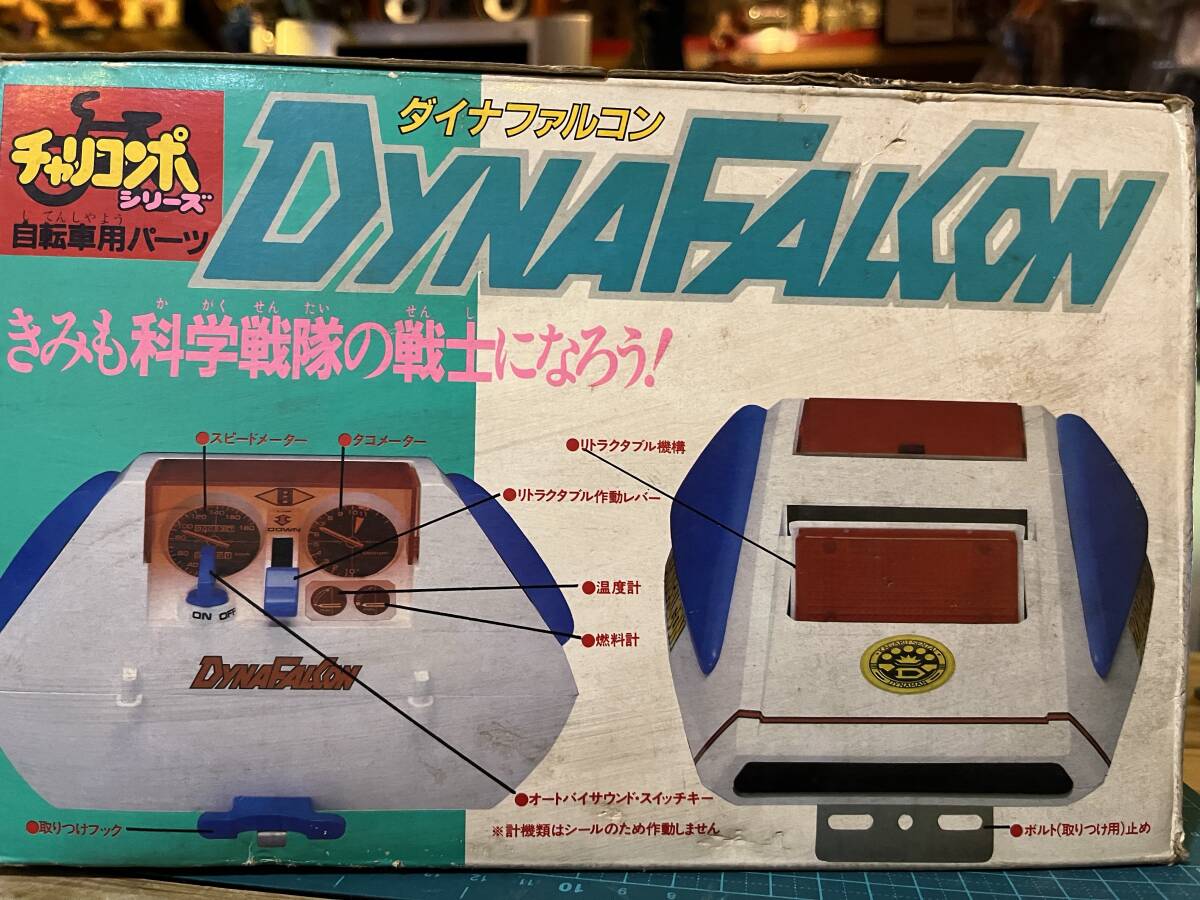 チャリコンポ
シリーズ
じてんしゃよう
自転車用パーツ
ダイナファルコン
DYNAFALCON
か がく せん たい せん し
きみも科学戦隊の戦士になろう!
●スピードメーター
●タコメーター
●リトラクタブル機構
●リトラクタブル作動レバー
DOWN
●温度計
●燃料計
ON OFF
DYNAFALCON
KAGAKU SENTAI
D
DYNAMAN
●オートバイサウンド・スイッチキー
●取りつけフック
※計機類はシールのため作動しません
●ボルト(取りつけ用)止め
10
9
8